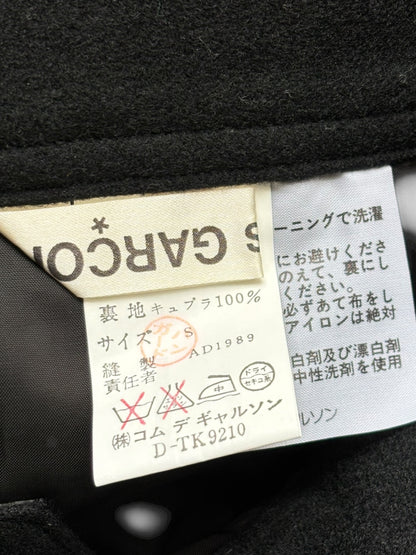 S GARCO
裏地 キュプラ100%
サイズ S
AD1989
縫製
責任者
ドライ
セキユ系
(株)コム デ ギャルソン
D-TK9210
ーニングで洗濯
にお避けくださ
のえて、裏にし
ください。
必ずあて布をし
アイロンは絶対
白剤及び漂白剤
中性洗剤を使用
ルソン